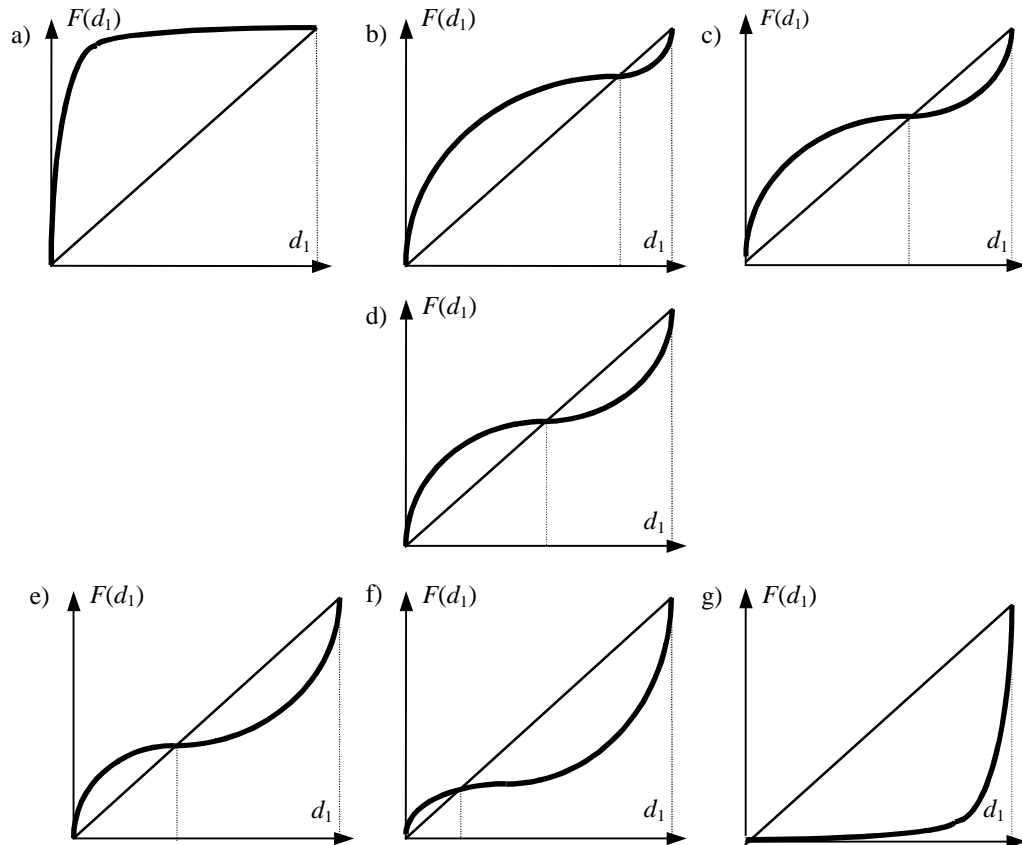 a) F(d₁)
d₁
b) F(d₁)
d₁
c) F(d₁)
d₁
d) F(d₁)
d₁
e) F(d₁)
d₁
f) F(d₁)
d₁
g) F(d₁)
d₁